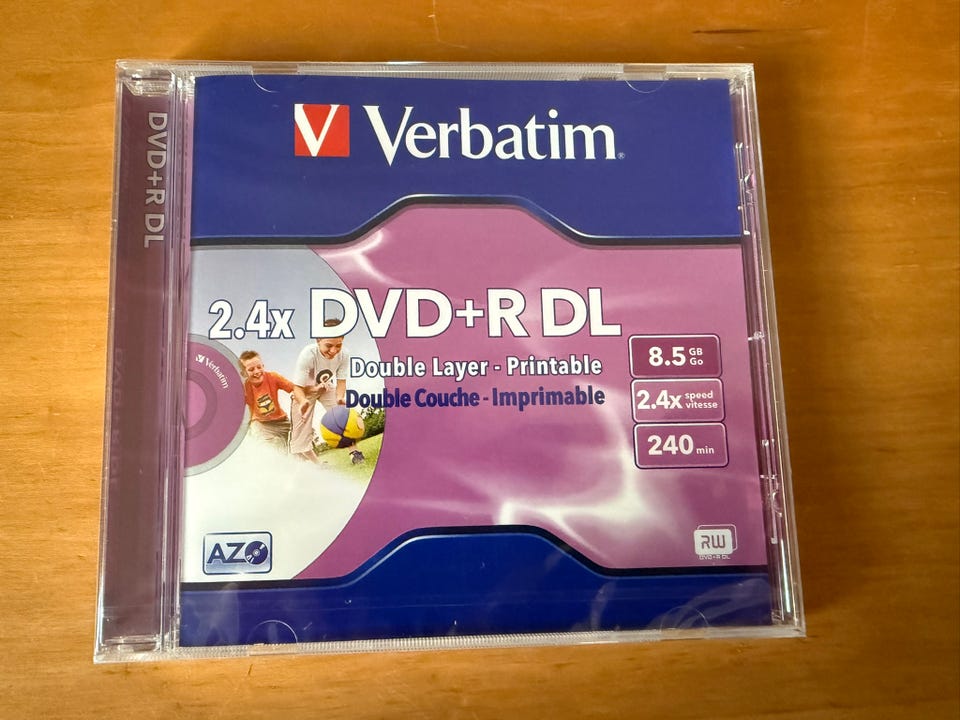 DVD+R DL
Verbatim
2.4x DVD+R DL
Verbatim
Double Layer - Printable
Double Couche - Imprimable
8.5 GB Go
2.4x speed vitesse
240 min
AZO
RW
DVD+R DL